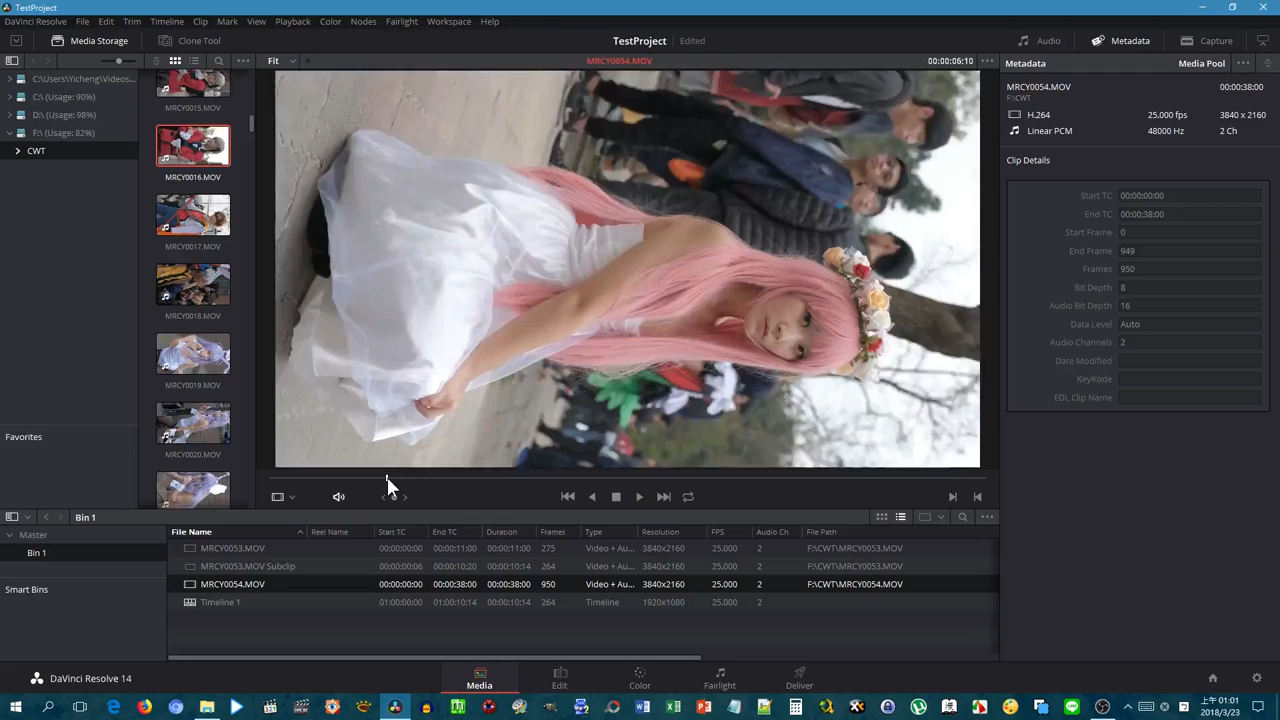 TestProject
DaVinci Resolve File Edit Trim Timeline Clip Mark View Playback Color Nodes Fairlight Workspace Help
Media Storage Clone Tool TestProject Edited Audio Metadata Capture
Fit MRCY0054.MOV 00:00:06:10 Metadata Media Pool
C:\Users\Yicheng\Videos...
C:\ (Usage: 90%)
D:\ (Usage: 98%)
F:\ (Usage: 82%)
CWT
Favorites
MRCY0015.MOV
MRCY0016.MOV
MRCY0017.MOV
MRCY0018.MOV
MRCY0019.MOV
MRCY0020.MOV
MRCY0054.MOV 00:00:38:00
F:\CWT
H.264 25.000 fps 3840 x 2160
Linear PCM 48000 Hz 2 Ch
Clip Details
Start TC 00:00:00:00
End TC 00:00:38:00
Start Frame 0
End Frame 949
Frames 950
Bit Depth 8
Audio Bit Depth 16
Data Level Auto
Audio Channels 2
Date Modified
KeyKode
EDL Clip Name
Bin 1
Master
Bin 1
Smart Bins
File Name Reel Name Start TC End TC Duration Frames Type Resolution FPS Audio Ch File Path
MRCY0053.MOV 00:00:00:00 00:00:11:00 00:00:11:00 275 Video + Au... 3840x2160 25.000 2 F:\CWT\MRCY0053.MOV
MRCY0053.MOV Subclip 00:00:00:06 00:00:10:20 00:00:10:14 264 Video + Au... 3840x2160 25.000 2 F:\CWT\MRCY0053.MOV
MRCY0054.MOV 00:00:00:00 00:00:38:00 00:00:38:00 950 Video + Au... 3840x2160 25.000 2 F:\CWT\MRCY0054.MOV
Timeline 1 01:00:00:00 01:00:10:14 00:00:10:14 264 Timeline 1920x1080 25.000 2
DaVinci Resolve 14 Media Edit Color Fairlight Deliver
上午 01:01
2018/3/23